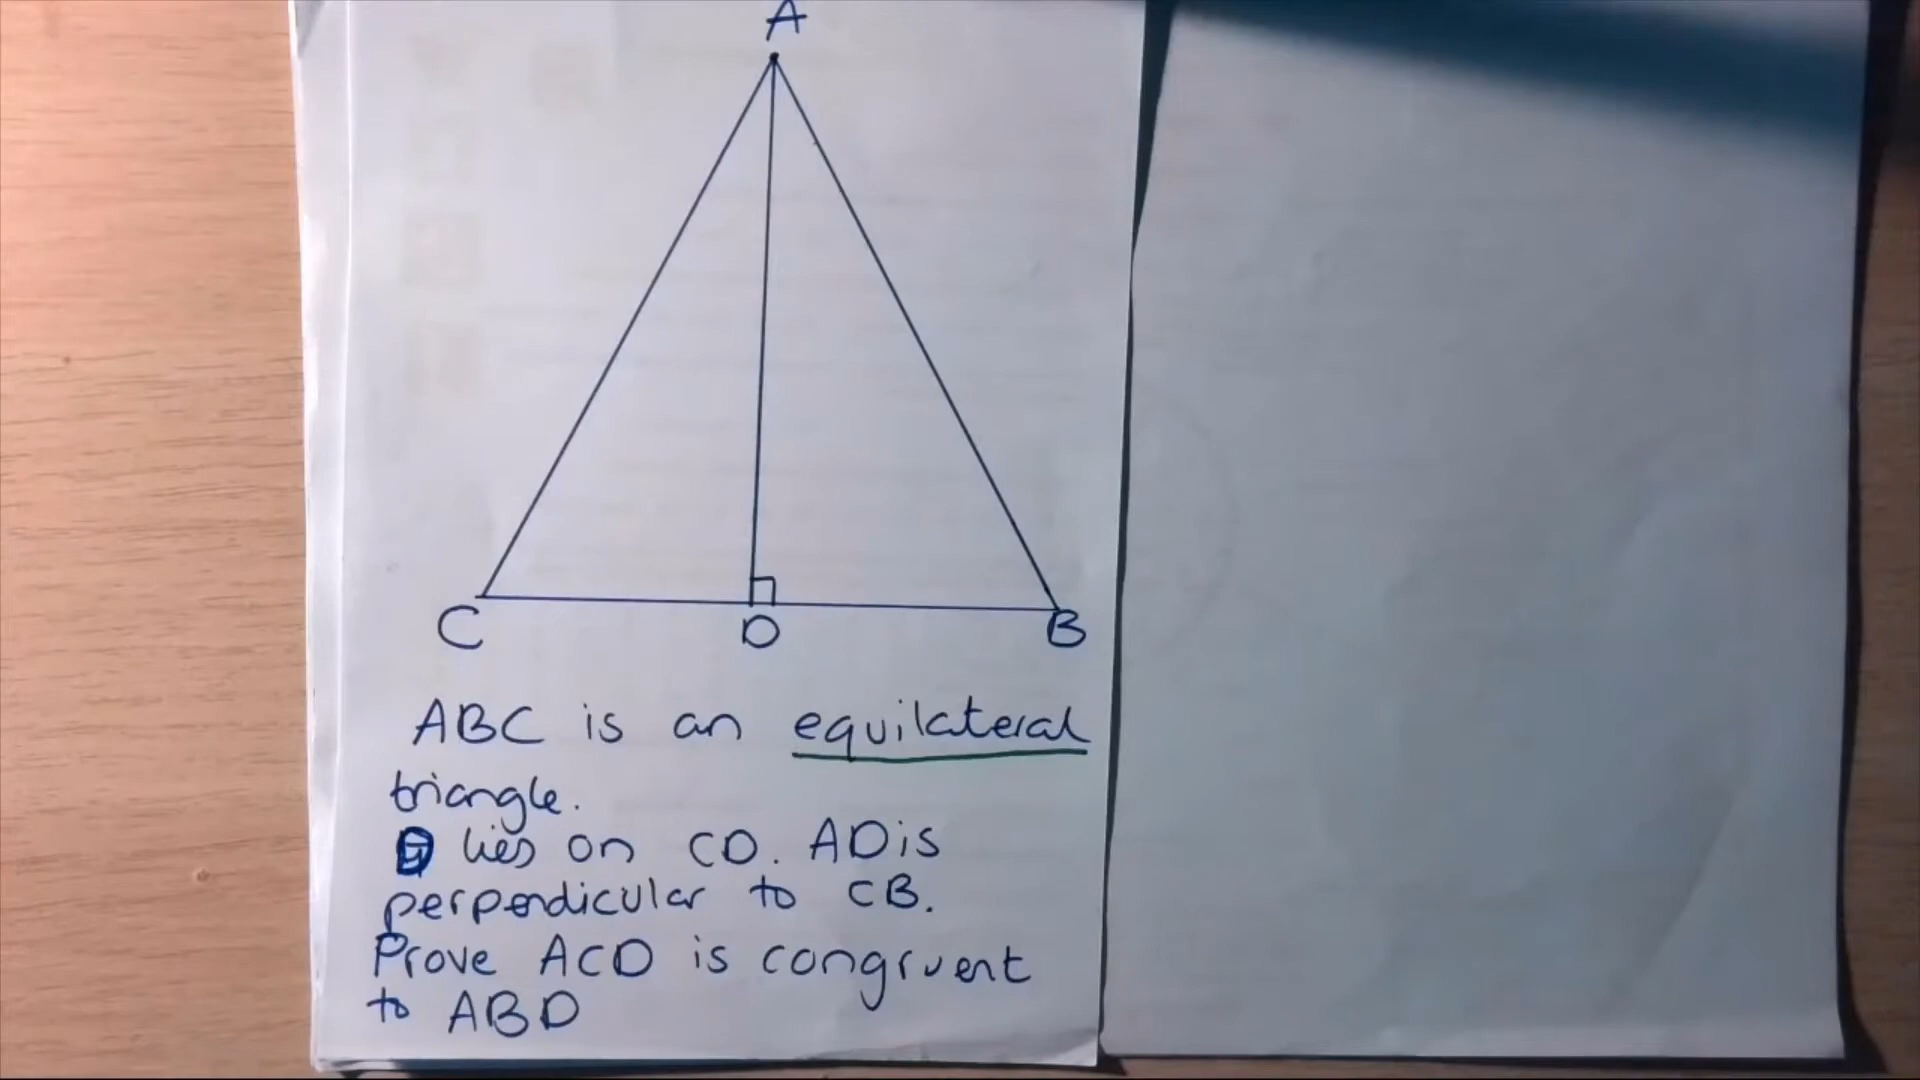 A
C
D
B
ABC is an equilateral
triangle.
D lies on CD. AD is
perpendicular to CB.
Prove ACD is congruent
to ABD